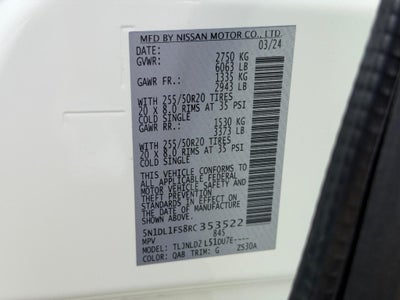 MFD BY NISSAN MOTOR CO., LTD
DATE: 03/24
GVWR: 2750 KG
6063 LB
GAWR FR.: 1335 KG
2943 LB
WITH 255/50R20 TIRES
20 X 8.0 RIMS AT 35 PSI
COLD SINGLE
GAWR RR.: 1530 KG
3373 LB
WITH 255/50R20 TIRES
20 X 8.0 RIMS AT 35 PSI
COLD SINGLE
THIS VEHICLE CONFORMS TO
ALL APPLICABLE FEDERAL
MOTOR VEHICLE SAFETY AND
THEFT PREVENTION
STANDARDS IN EFFECT ON
THE DATE OF MANUFACTURE
SHOWN ABOVE.
5N1DL1FS8RC353522
MPV 845
MODEL: TLJNLDZ L51DU7E----
COLOR: QAB TRIM: G ZS30A